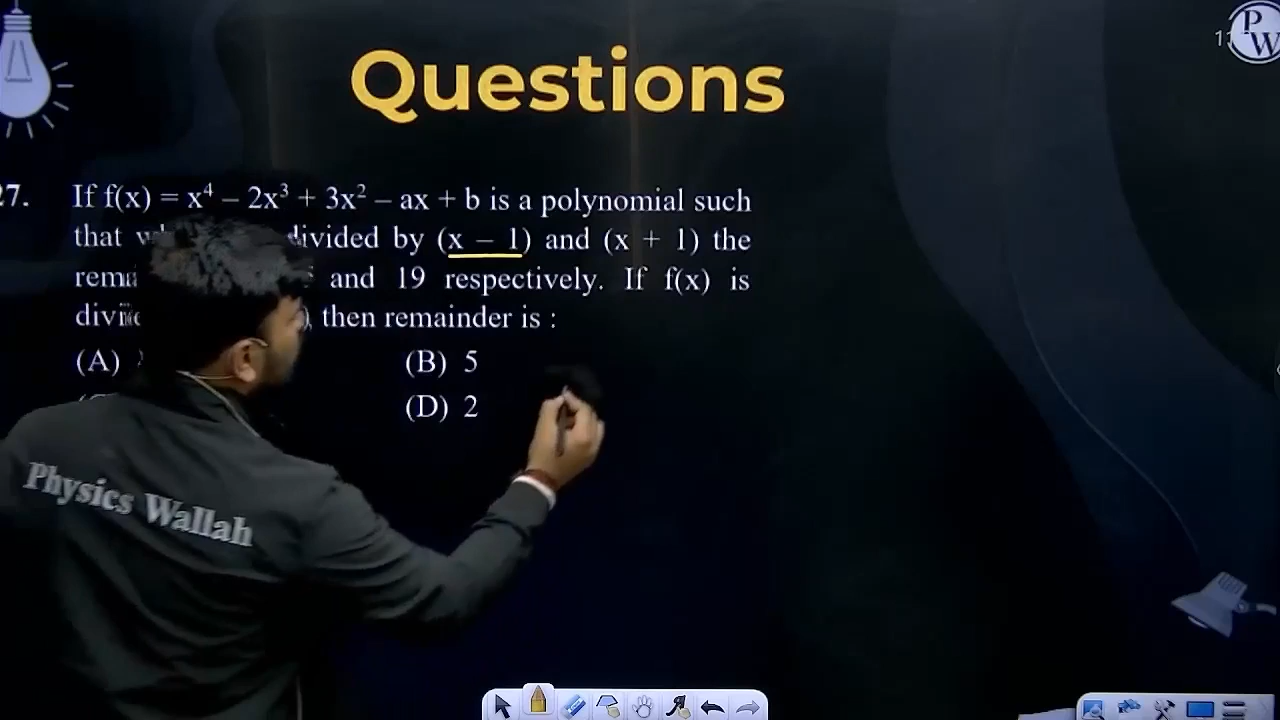 Questions
27. If f(x) = x⁴ – 2x³ + 3x² – ax + b is a polynomial such
that divided by (x – 1) and (x + 1) the
and 19 respectively. If f(x) is
then remainder is :
(A) (B) 5
(D) 2
Physics Wallah
PW